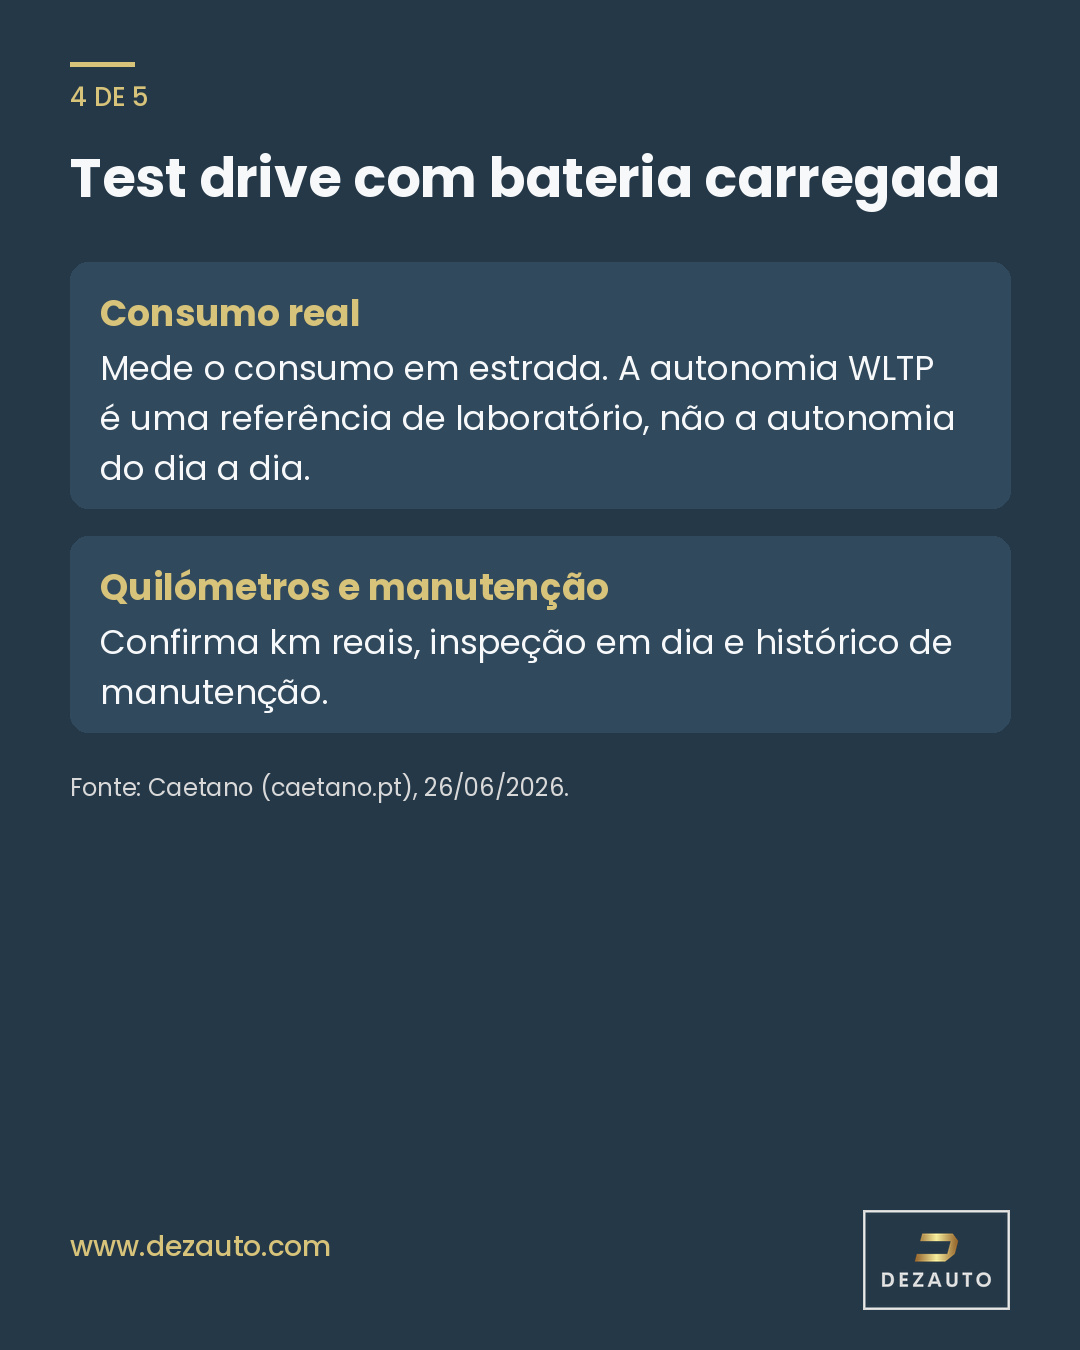 4 DE 5
Test drive com bateria carregada
Consumo real
Mede o consumo em estrada. A autonomia WLTP
é uma referência de laboratório, não a autonomia
do dia a dia.
Quilómetros e manutenção
Confirma km reais, inspeção em dia e histórico de
manutenção.
Fonte: Caetano (caetano.pt), 26/06/2026.
www.dezauto.com
DEZAUTO